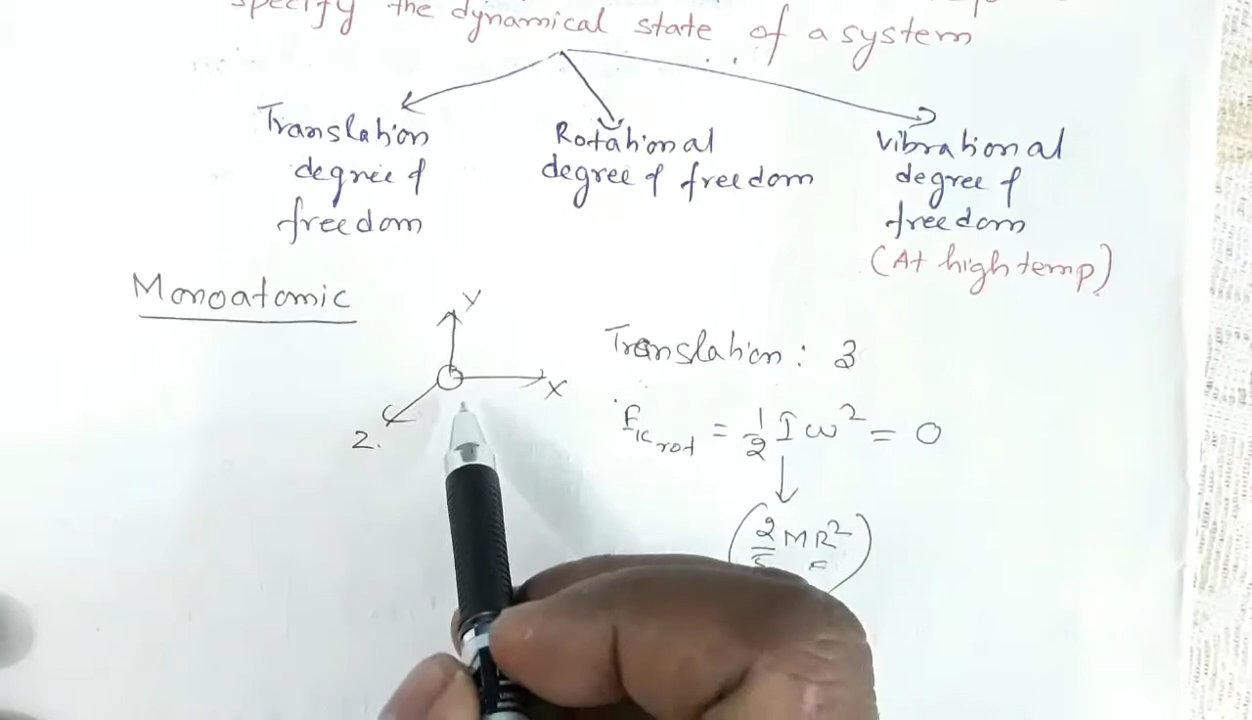 specify the dynamical state of a system
Translation
degree of
freedom
Rotational
degree of freedom
Vibrational
degree of
freedom
(At high temp)
Monoatomic
Y
X
Z.
Translation: 3
E_K rot = 1/2 I ω² = 0
(2/5 MR²)